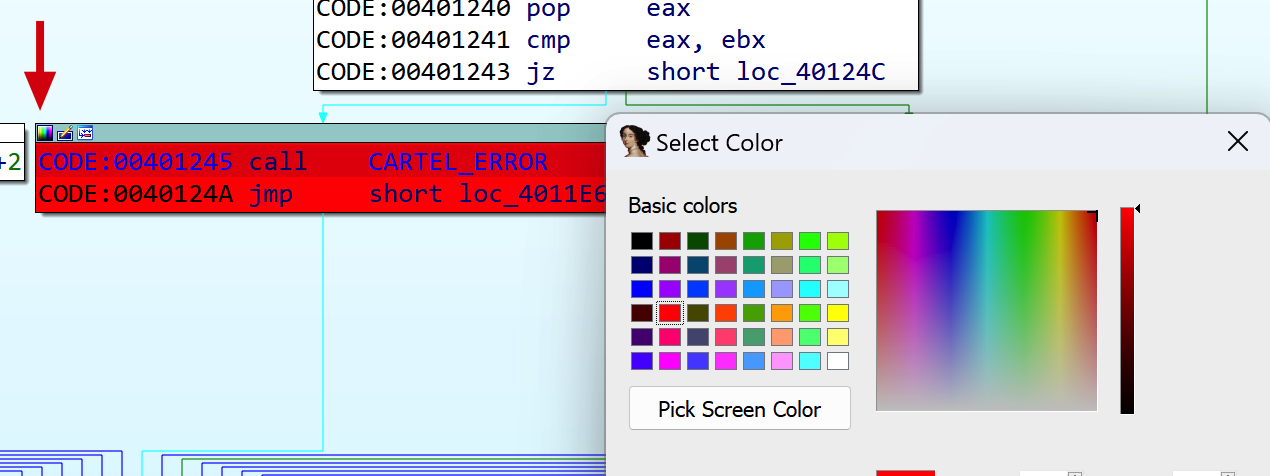 CODE:00401240 pop eax
CODE:00401241 cmp eax, ebx
CODE:00401243 jz short loc_40124C
+2
CODE:00401245 call CARTEL_ERROR
CODE:0040124A jmp short loc_4011E6
Select Color
Basic colors
Pick Screen Color